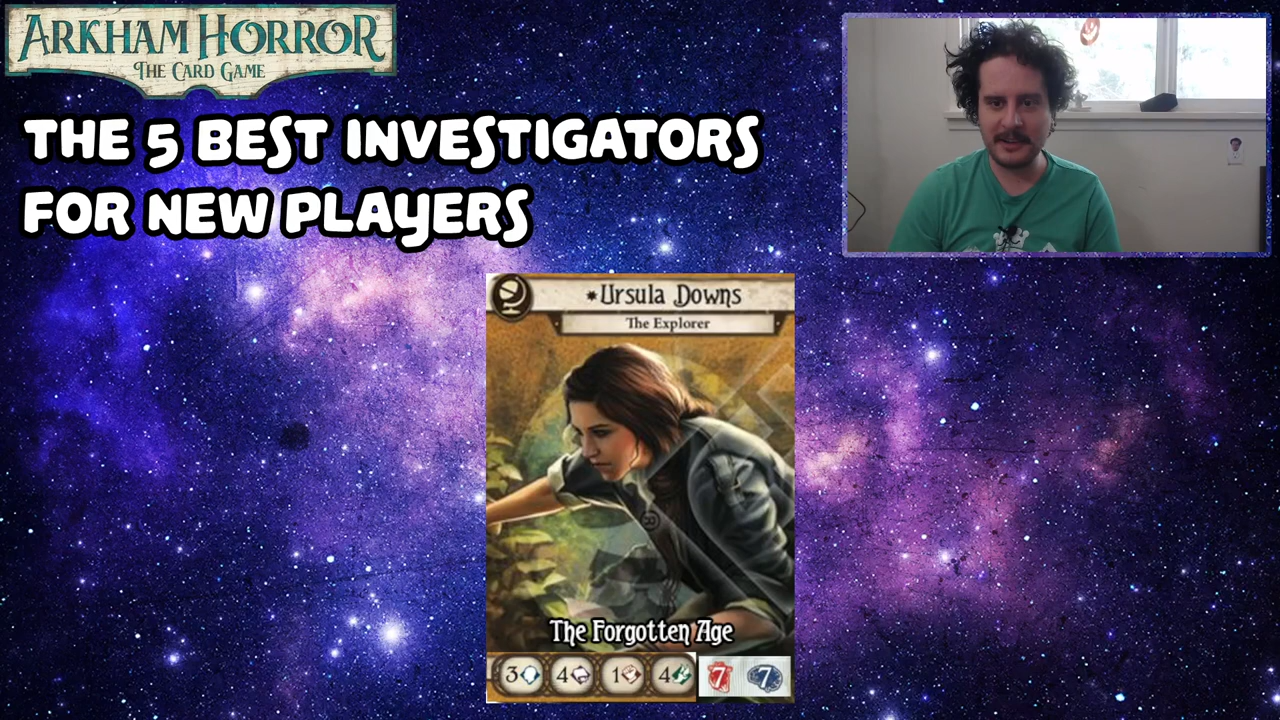 ARKHAM HORROR
THE CARD GAME
THE 5 BEST INVESTIGATORS
FOR NEW PLAYERS
Ursula Downs
The Explorer
The Forgotten Age
3 4 1 4 7 7